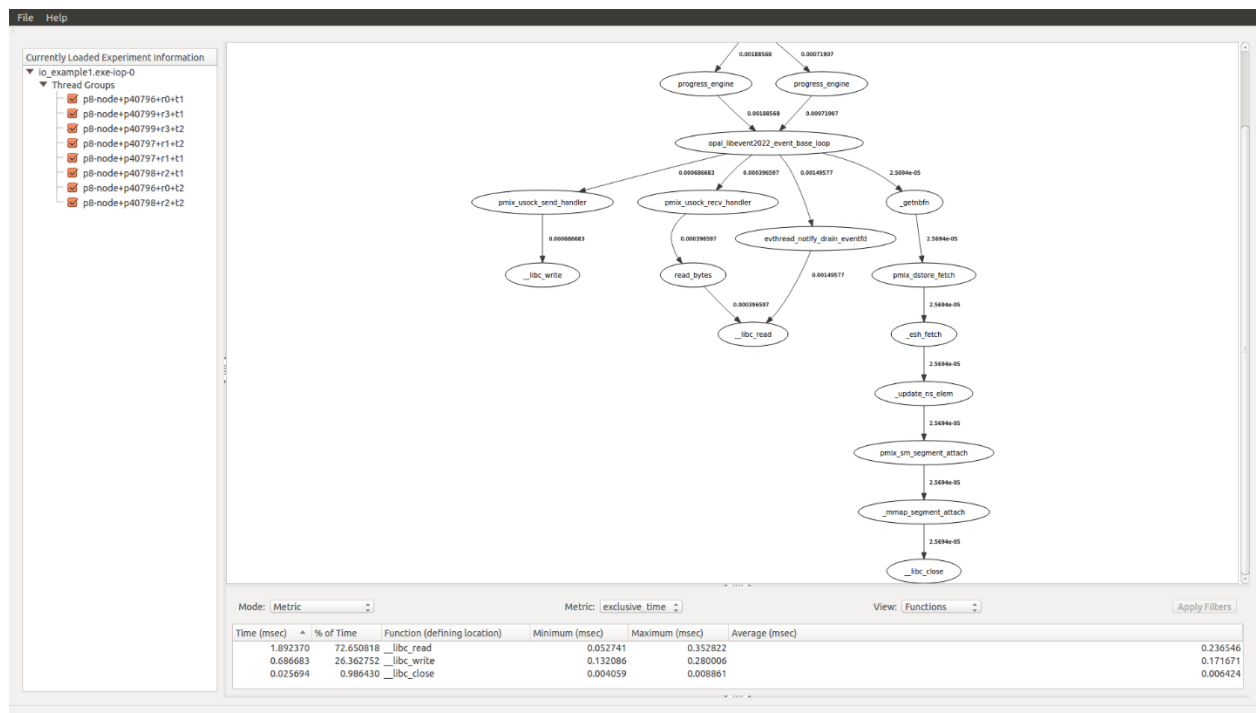 File Help
Currently Loaded Experiment Information
io_example1.exe-iop-0
Thread Groups
p8-node+p40796+r0+t1
p8-node+p40799+r3+t1
p8-node+p40799+r3+t2
p8-node+p40797+r1+t2
p8-node+p40797+r1+t1
p8-node+p40798+r2+t1
p8-node+p40796+r0+t2
p8-node+p40798+r2+t2
0.00188568 0.00071907
progress_engine progress_engine
0.00188568 0.00071907
opal_libevent2022_event_base_loop
0.000686683 0.000396597 0.00149577 2.5694e-05
pmix_usock_send_handler pmix_usock_recv_handler _getnbfn
0.000686683 0.000396597 evthread_notify_drain_eventfd 2.5694e-05
__libc_write read_bytes 0.00149577 pmix_dstore_fetch
0.000396597 2.5694e-05
__libc_read _esh_fetch
2.5694e-05
_update_ns_elem
2.5694e-05
pmix_sm_segment_attach
2.5694e-05
_mmap_segment_attach
2.5694e-05
__libc_close
Mode: Metric Metric: exclusive_time View: Functions Apply Filters
Time (msec) % of Time Function (defining location) Minimum (msec) Maximum (msec) Average (msec)
1.892370 72.650818 __libc_read 0.052741 0.352822 0.236546
0.686683 26.362752 __libc_write 0.132086 0.280006 0.171671
0.025694 0.986430 __libc_close 0.004059 0.008861 0.006424